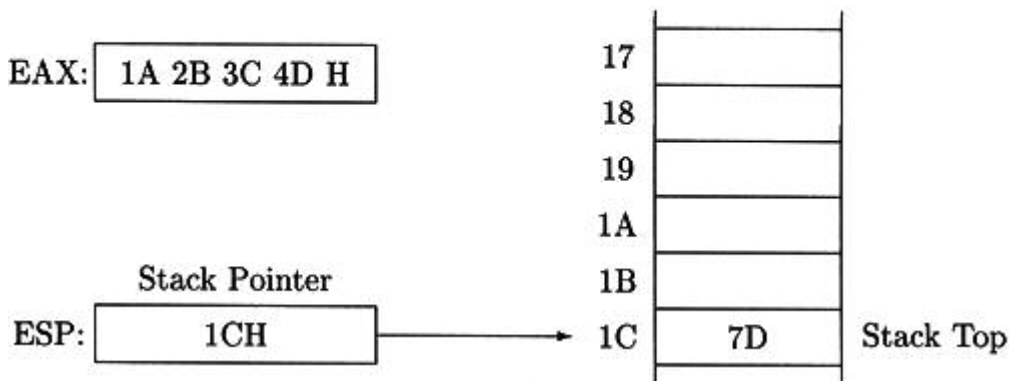 EAX: 1A 2B 3C 4D H
Stack Pointer
ESP: 1CH
17
18
19
1A
1B
1C 7D Stack Top